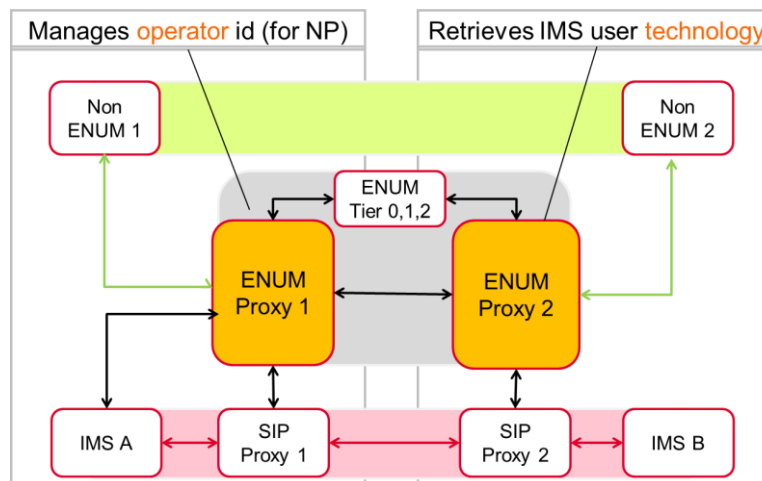 Manages operator id (for NP)
Retrieves IMS user technology
Non
ENUM 1
Non
ENUM 2
ENUM
Tier 0,1,2
ENUM
Proxy 1
ENUM
Proxy 2
IMS A
SIP
Proxy 1
SIP
Proxy 2
IMS B